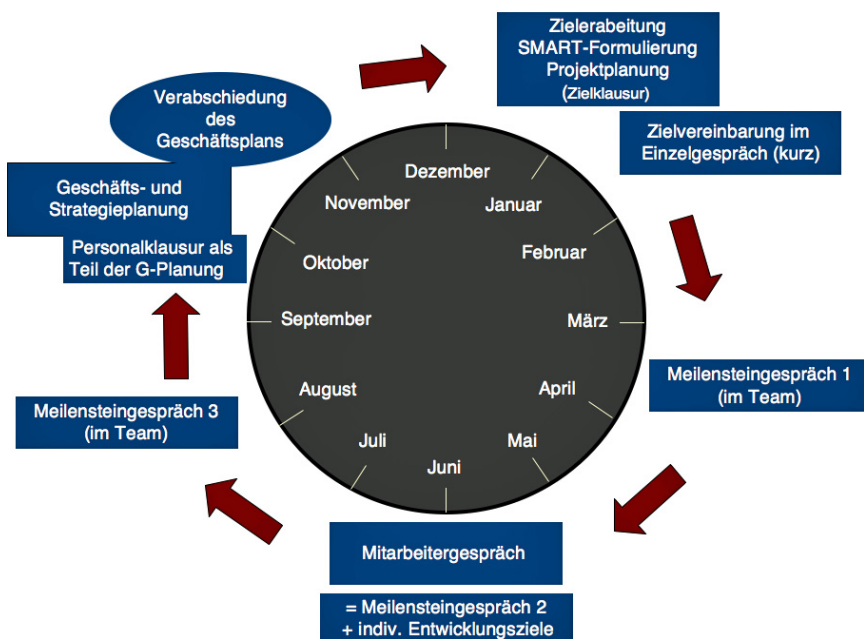 Zielerabeitung
SMART-Formulierung
Projektplanung
(Zielklausur)
Zielvereinbarung im
Einzelgespräch (kurz)
Meilensteingespräch 1
(im Team)
Mitarbeitergespräch
= Meilensteingespräch 2
+ indiv. Entwicklungsziele
Meilensteingespräch 3
(im Team)
Personalklausur als
Teil der G-Planung
Geschäfts- und
Strategieplanung
Verabschiedung
des
Geschäftsplans
Dezember
Januar
Februar
März
April
Mai
Juni
Juli
August
September
Oktober
November